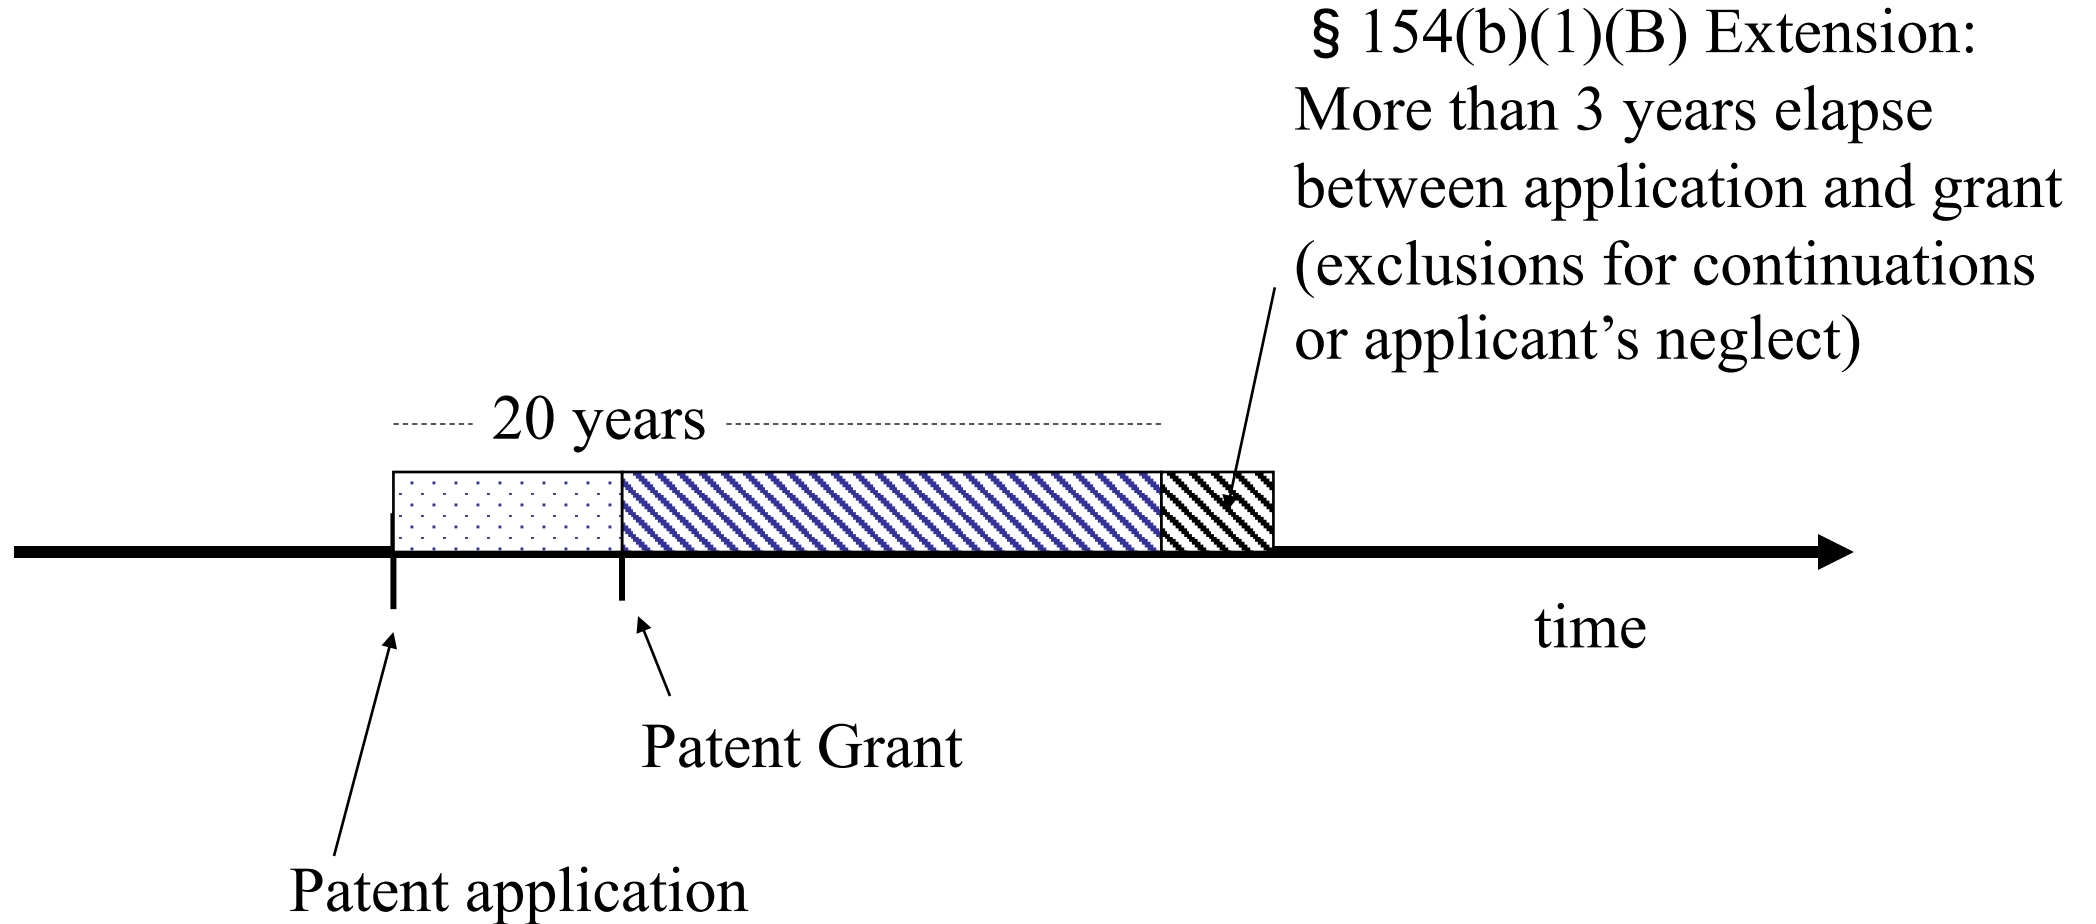 § 154(b)(1)(B) Extension:
More than 3 years elapse
between application and grant
(exclusions for continuations
or applicant’s neglect)
20 years
time
Patent Grant
Patent application